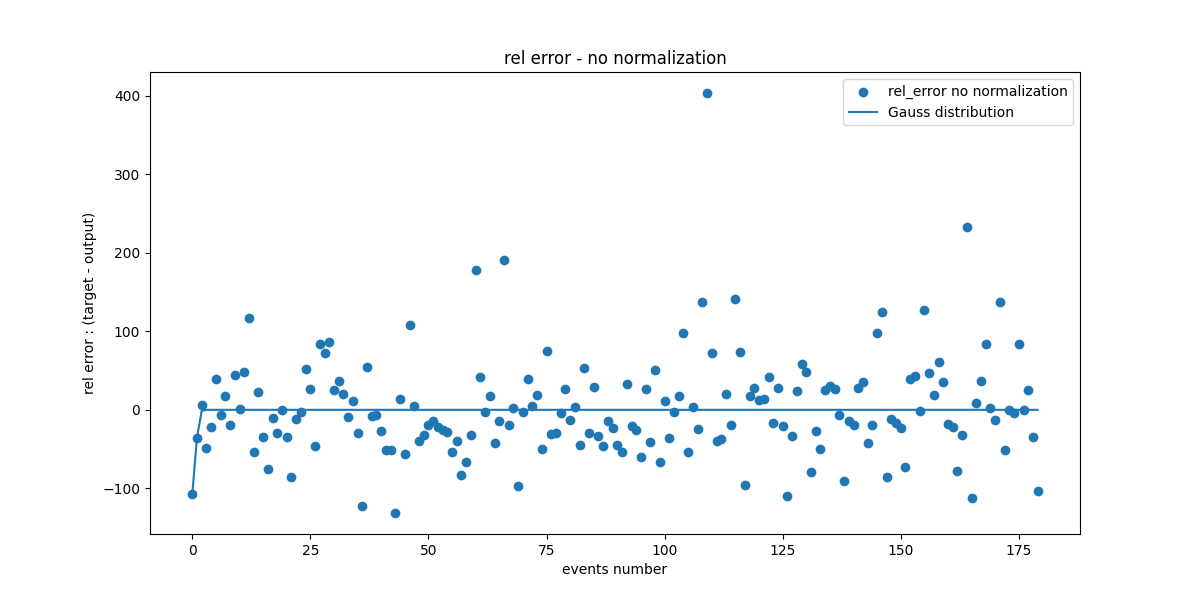 rel error - no normalization
rel_error no normalization
Gauss distribution
rel error : (target - output)
400
300
200
100
0
−100
0
25
50
75
100
125
150
175
events number